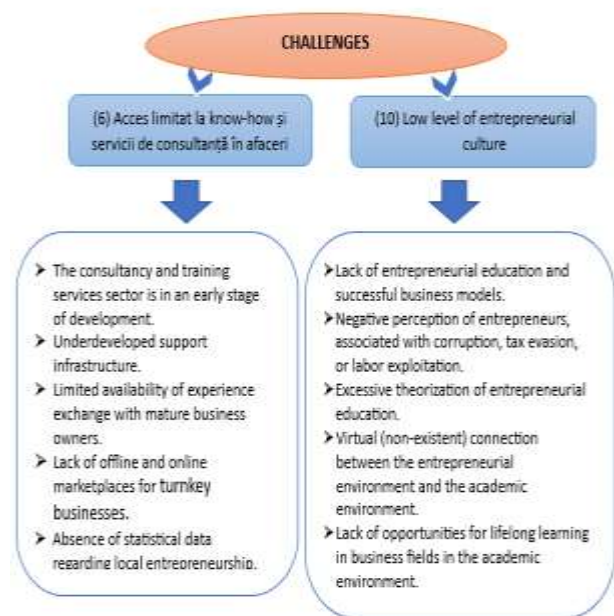 CHALLENGES
(6) Acces limitat la know-how și
servicii de consultanță în afaceri
(10) Low level of entrepreneurial
culture
➤ The consultancy and training
services sector is in an early stage
of development.
➤ Underdeveloped support
infrastructure.
➤ Limited availability of experience
exchange with mature business
owners.
➤ Lack of offline and online
marketplaces for turnkey
businesses.
➤ Absence of statistical data
regarding local entrepreneurship.
➤Lack of entrepreneurial education and
successful business models.
➤Negative perception of entrepreneurs,
associated with corruption, tax evasion,
or labor exploitation.
➤Excessive theorization of entrepreneurial
education.
➤Virtual (non-existent) connection
between the entrepreneurial
environment and the academic
environment.
➤Lack of opportunities for lifelong learning
in business fields in the academic
environment.